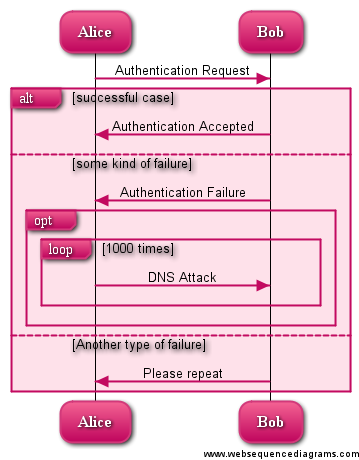 Alice Bob
Authentication Request
alt [successful case]
Authentication Accepted
[some kind of failure]
Authentication Failure
opt
loop [1000 times]
DNS Attack
[Another type of failure]
Please repeat
Alice Bob
www.websequencediagrams.com